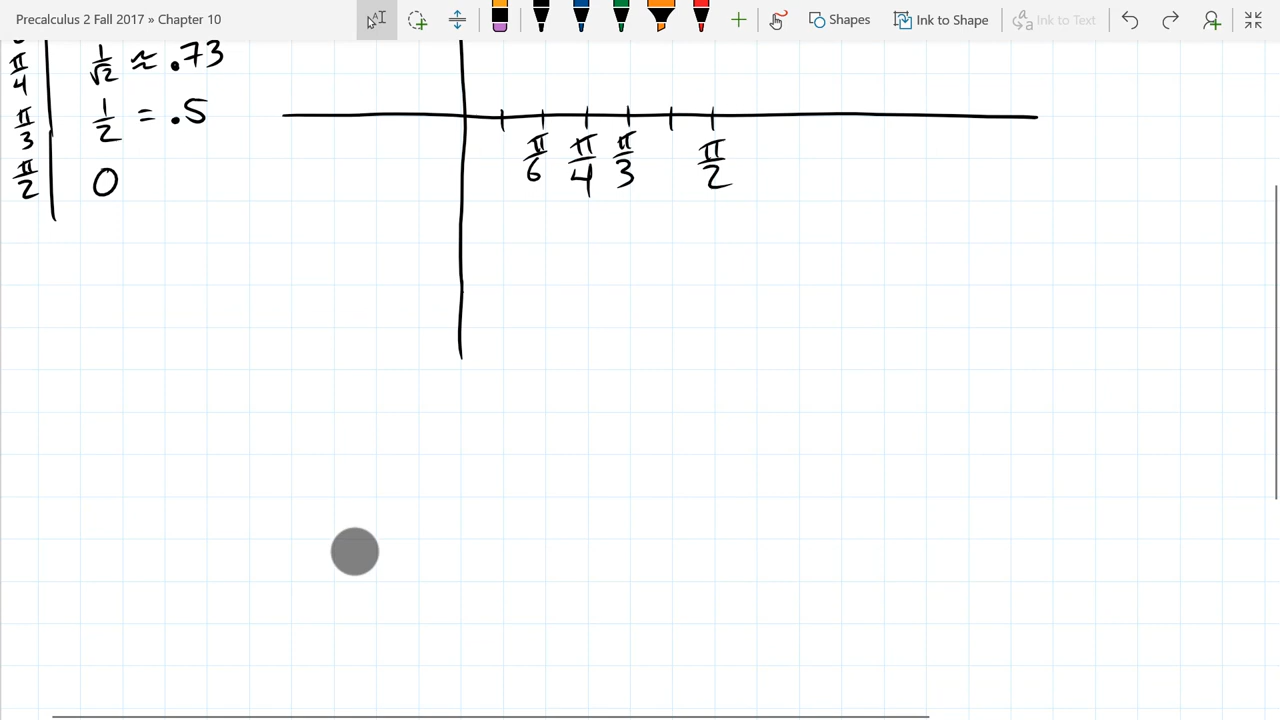 Precalculus 2 Fall 2017 » Chapter 10
Shapes
Ink to Shape
Ink to Text
π/4 1/√2 ≈ .73
π/3 1/2 = .5
π/2 0
π/6 π/4 π/3 π/2